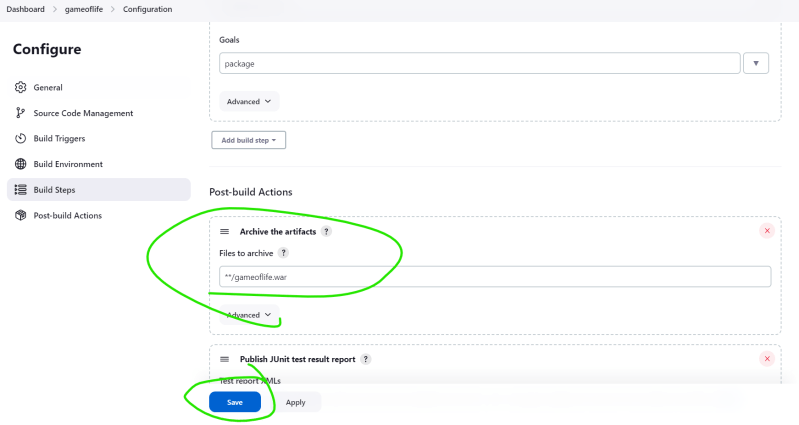 Dashboard > gameoflife > Configuration
Configure
General
Source Code Management
Build Triggers
Build Environment
Build Steps
Post-build Actions
Goals
package
Advanced
Add build step
Post-build Actions
Archive the artifacts ?
Files to archive ?
**/gameoflife.war
Advanced
Publish JUnit test result report ?
Test report XMLs
Save
Apply